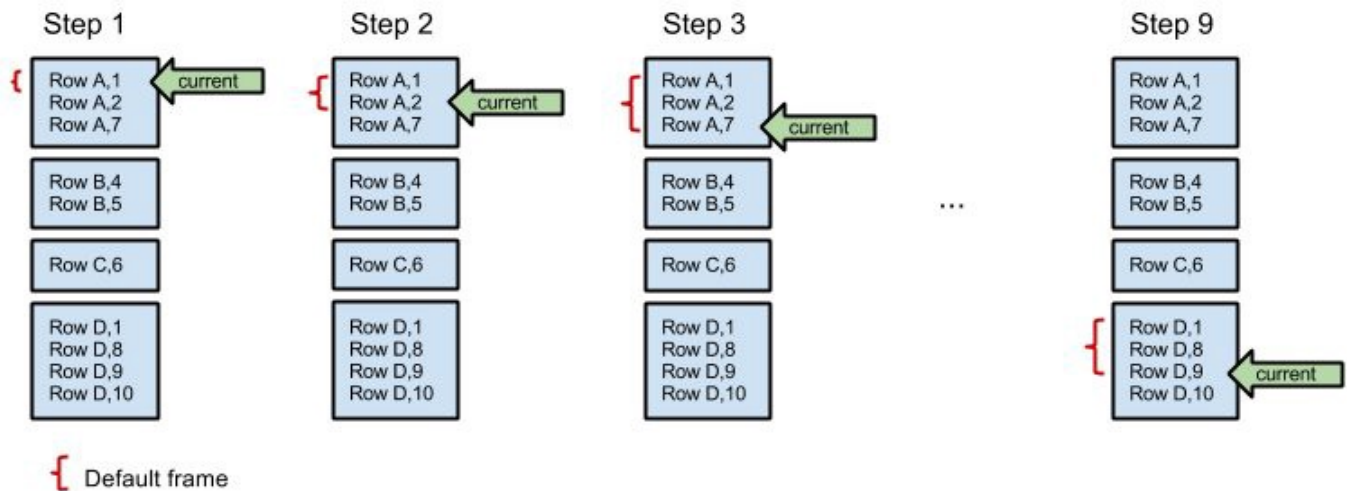 Step 1
Row A,1
Row A,2
Row A,7
current
Row B,4
Row B,5
Row C,6
Row D,1
Row D,8
Row D,9
Row D,10
Step 2
Row A,1
Row A,2
Row A,7
current
Row B,4
Row B,5
Row C,6
Row D,1
Row D,8
Row D,9
Row D,10
Step 3
Row A,1
Row A,2
Row A,7
current
Row B,4
Row B,5
Row C,6
Row D,1
Row D,8
Row D,9
Row D,10
...
Step 9
Row A,1
Row A,2
Row A,7
Row B,4
Row B,5
Row C,6
Row D,1
Row D,8
Row D,9
Row D,10
current
Default frame